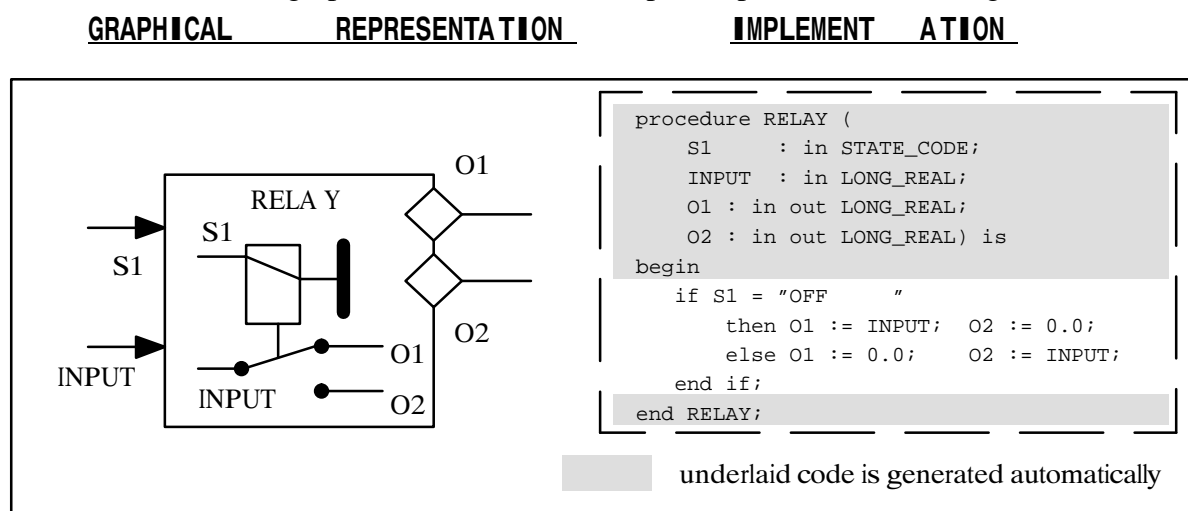 GRAPHICAL REPRESENTATION IMPLEMENTATION
RELAY
S1
S1
INPUT
INPUT
O1
O2
O1
O2
procedure RELAY (
S1 : in STATE_CODE;
INPUT : in LONG_REAL;
O1 : in out LONG_REAL;
O2 : in out LONG_REAL) is
begin
if S1 = "OFF "
then O1 := INPUT; O2 := 0.0;
else O1 := 0.0; O2 := INPUT;
end if;
end RELAY;
underlaid code is generated automatically